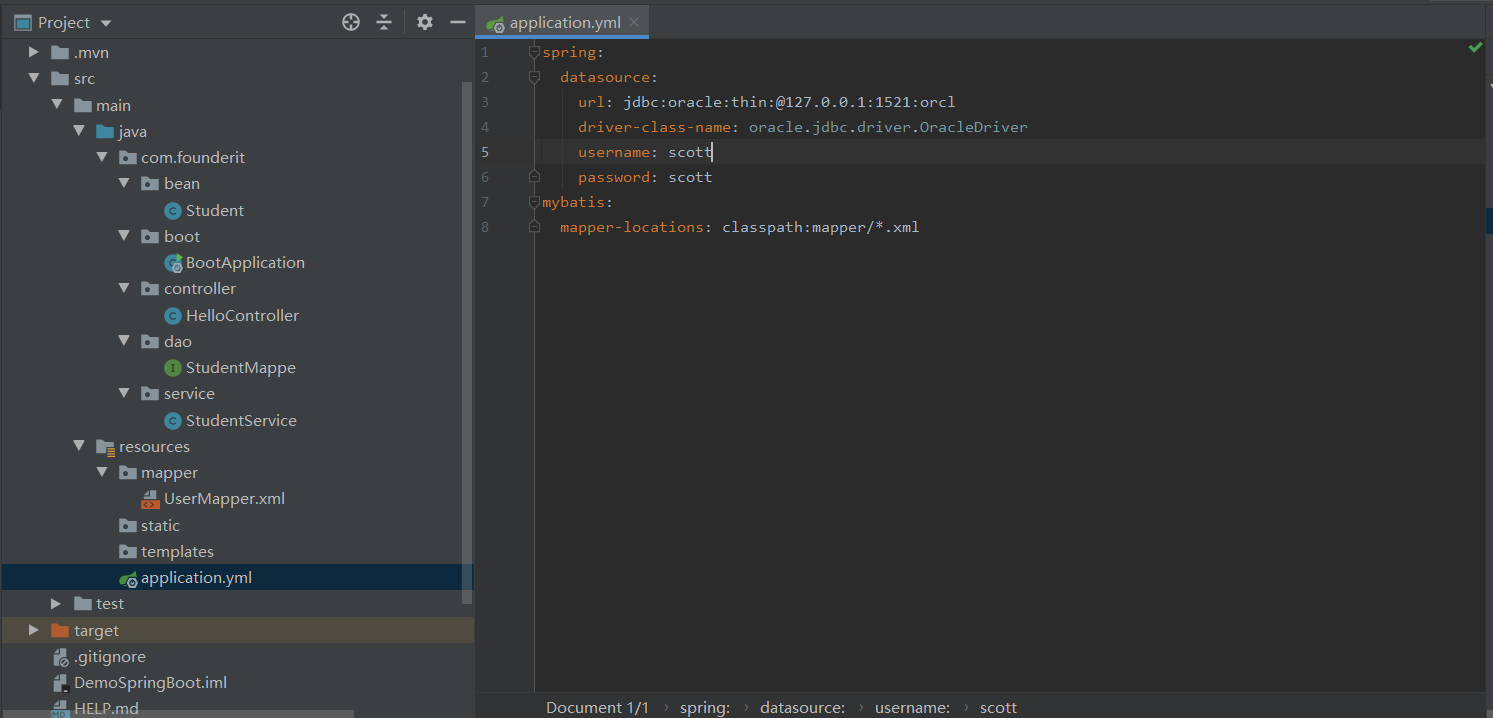 Project
.mvn
src
main
java
com.founderit
bean
Student
boot
BootApplication
controller
HelloController
dao
StudentMappe
service
StudentService
resources
mapper
UserMapper.xml
static
templates
application.yml
test
target
.gitignore
DemoSpringBoot.iml
HELP.md
application.yml
1 spring:
2 datasource:
3 url: jdbc:oracle:thin:@127.0.0.1:1521:orcl
4 driver-class-name: oracle.jdbc.driver.OracleDriver
5 username: scott
6 password: scott
7 mybatis:
8 mapper-locations: classpath:mapper/*.xml
Document 1/1 › spring: › datasource: › username: › scott